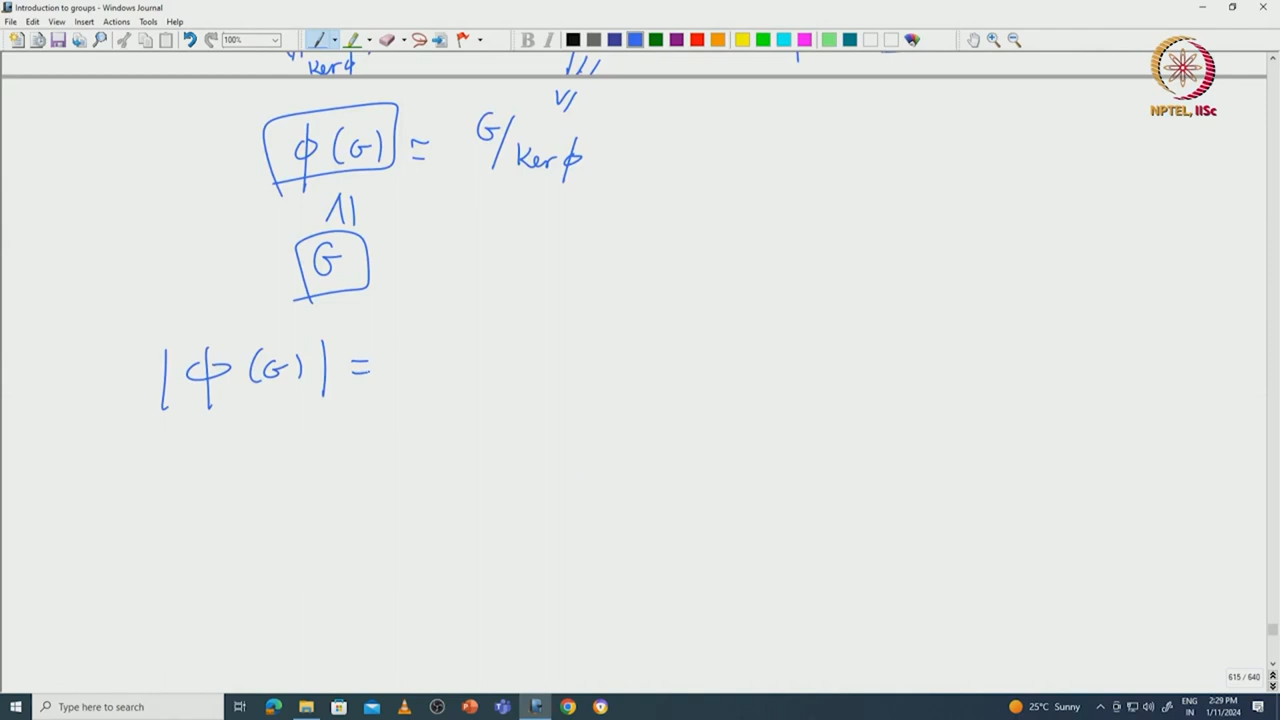 Introduction to groups - Windows Journal
File Edit View Insert Actions Tools Help
100% B I
NPTEL, IISc
Ker ϕ
ϕ(G) ≃ G/Ker ϕ
G
|ϕ(G)| =
615 / 640
Type here to search
25°C Sunny
ENG
IN
2:29 PM
1/11/2024